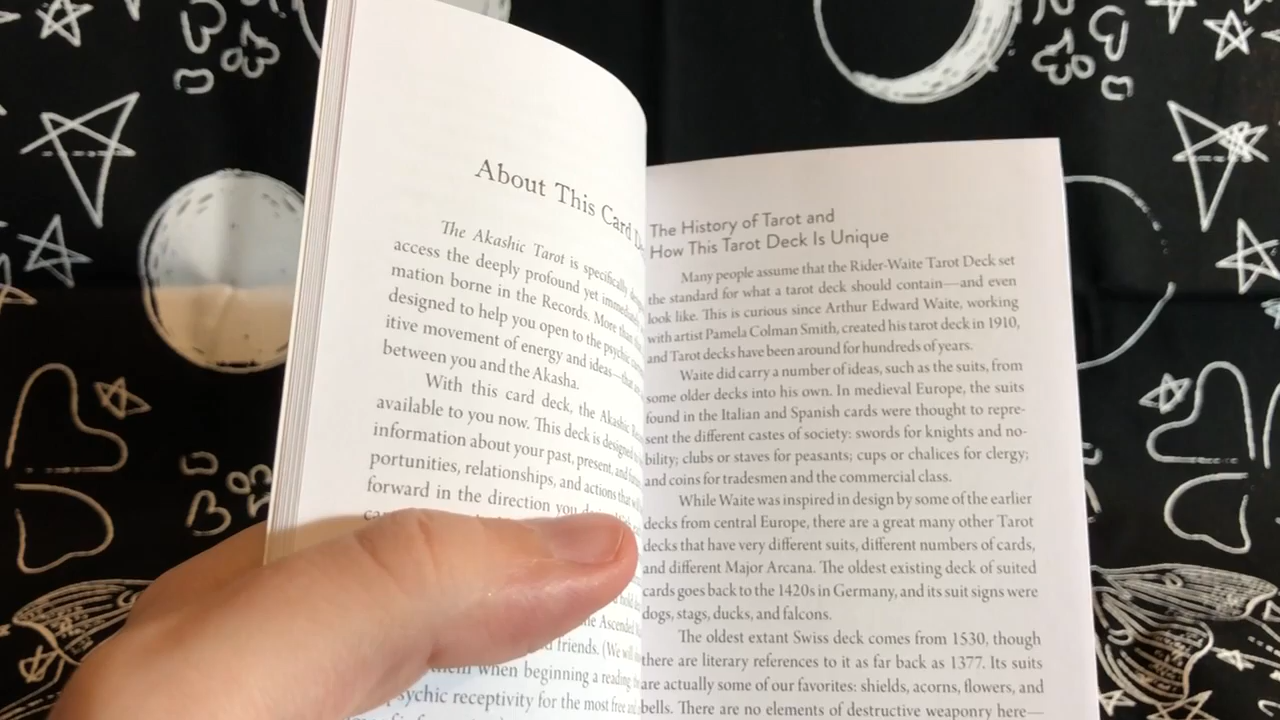 About This Card
The Akashic Tarot is specifically
access the deeply profound yet
mation borne in the Records. More than
designed to help you open to the psychic
itive movement of energy and ideas—that
between you and the Akasha.
With this card deck, the Akashic
available to you now. This deck is designed
information about your past, present, and
portunities, relationships, and actions that
forward in the direction you
the Ascended
friends. (We will
them when beginning a reading
psychic receptivity for the most free and
The History of Tarot and
How This Tarot Deck Is Unique
Many people assume that the Rider-Waite Tarot Deck set
the standard for what a tarot deck should contain—and even
look like. This is curious since Arthur Edward Waite, working
with artist Pamela Colman Smith, created his tarot deck in 1910,
and Tarot decks have been around for hundreds of years.
Waite did carry a number of ideas, such as the suits, from
some older decks into his own. In medieval Europe, the suits
found in the Italian and Spanish cards were thought to repre-
sent the different castes of society: swords for knights and no-
bility; clubs or staves for peasants; cups or chalices for clergy;
and coins for tradesmen and the commercial class.
While Waite was inspired in design by some of the earlier
decks from central Europe, there are a great many other Tarot
decks that have very different suits, different numbers of cards,
and different Major Arcana. The oldest existing deck of suited
cards goes back to the 1420s in Germany, and its suit signs were
dogs, stags, ducks, and falcons.
The oldest extant Swiss deck comes from 1530, though
there are literary references to it as far back as 1377. Its suits
are actually some of our favorites: shields, acorns, flowers, and
bells. There are no elements of destructive weaponry here—